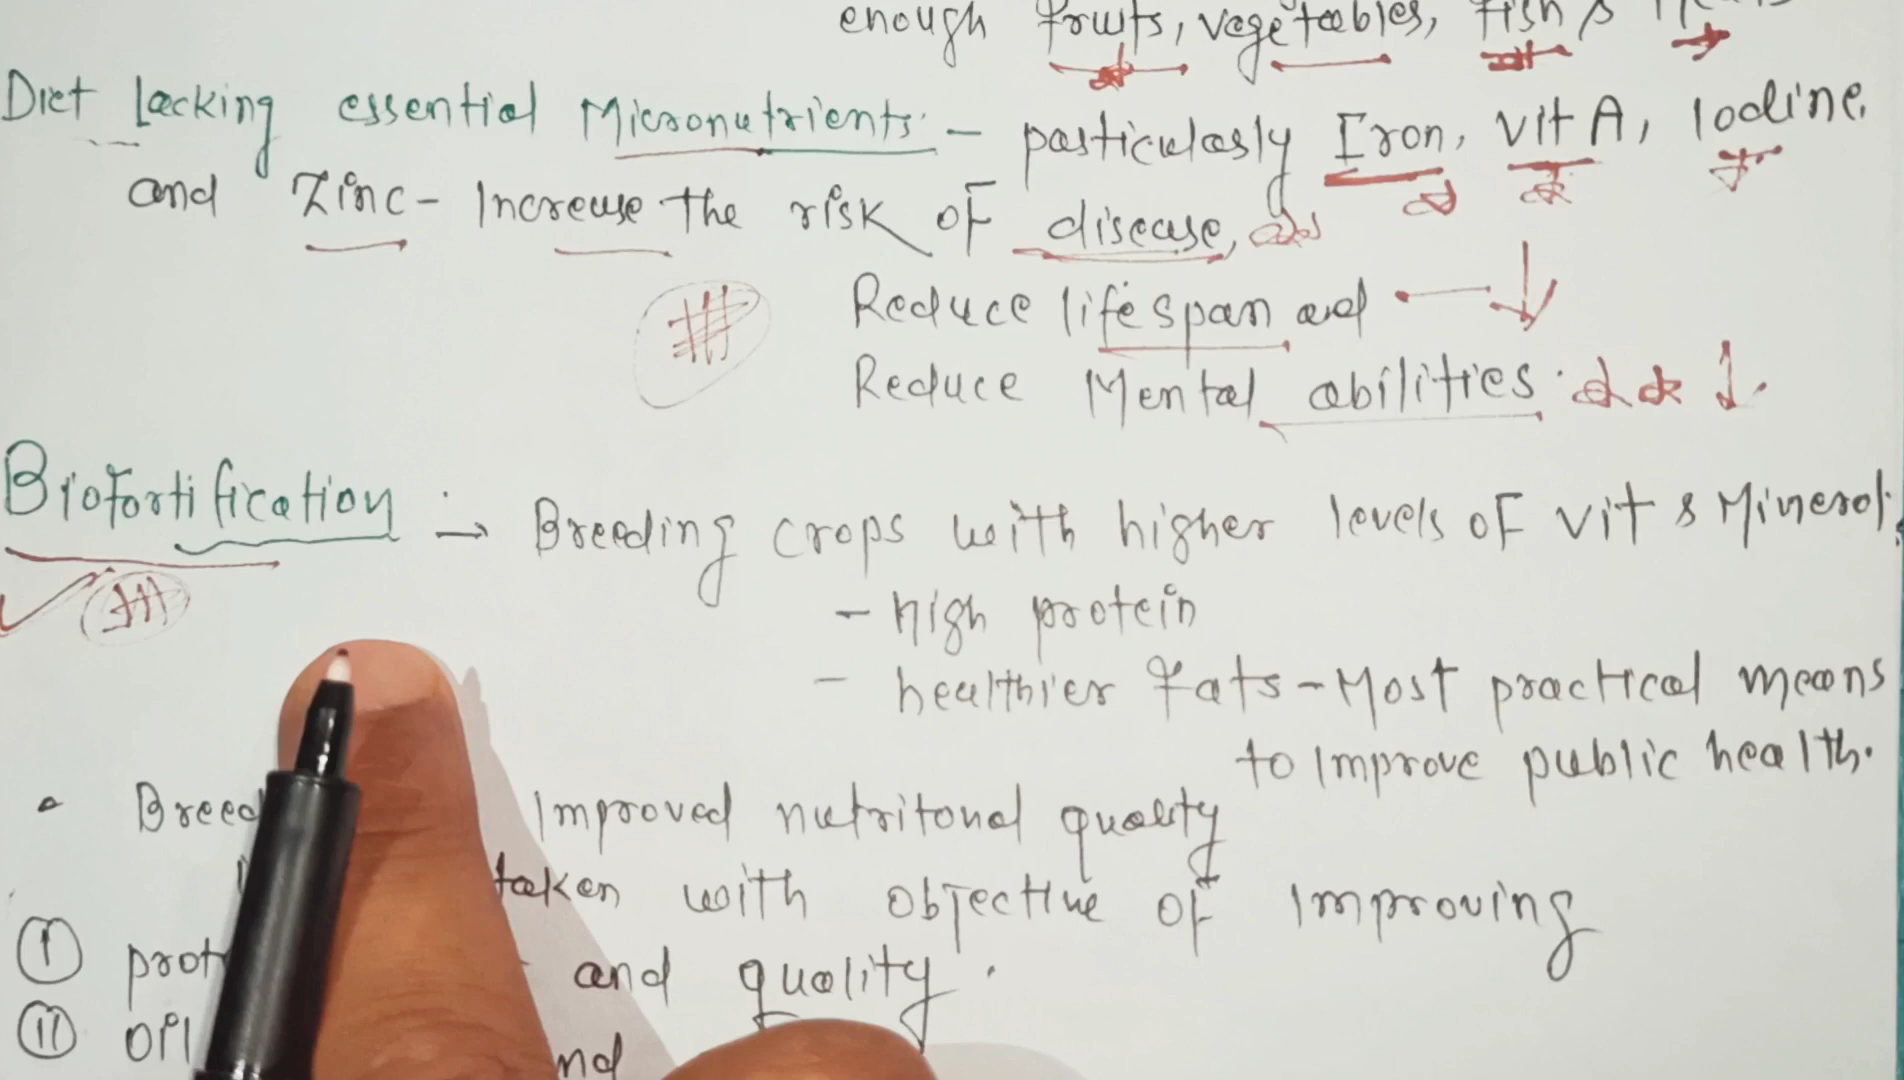 enough fruits, vegetables, fish &
Diet Lacking essential Micronutrients - particularly Iron, vit A, Iodine,
and Zinc - Increase the risk of disease,
Reduce lifespan and
Reduce Mental abilities.
Biofortification :→ Breeding crops with higher levels of vit & Mineral
- high protein
- healthier fats - Most practical means
to improve public health.
Improved nutritonal quality
taken with objective of Improving
I and quality.
II